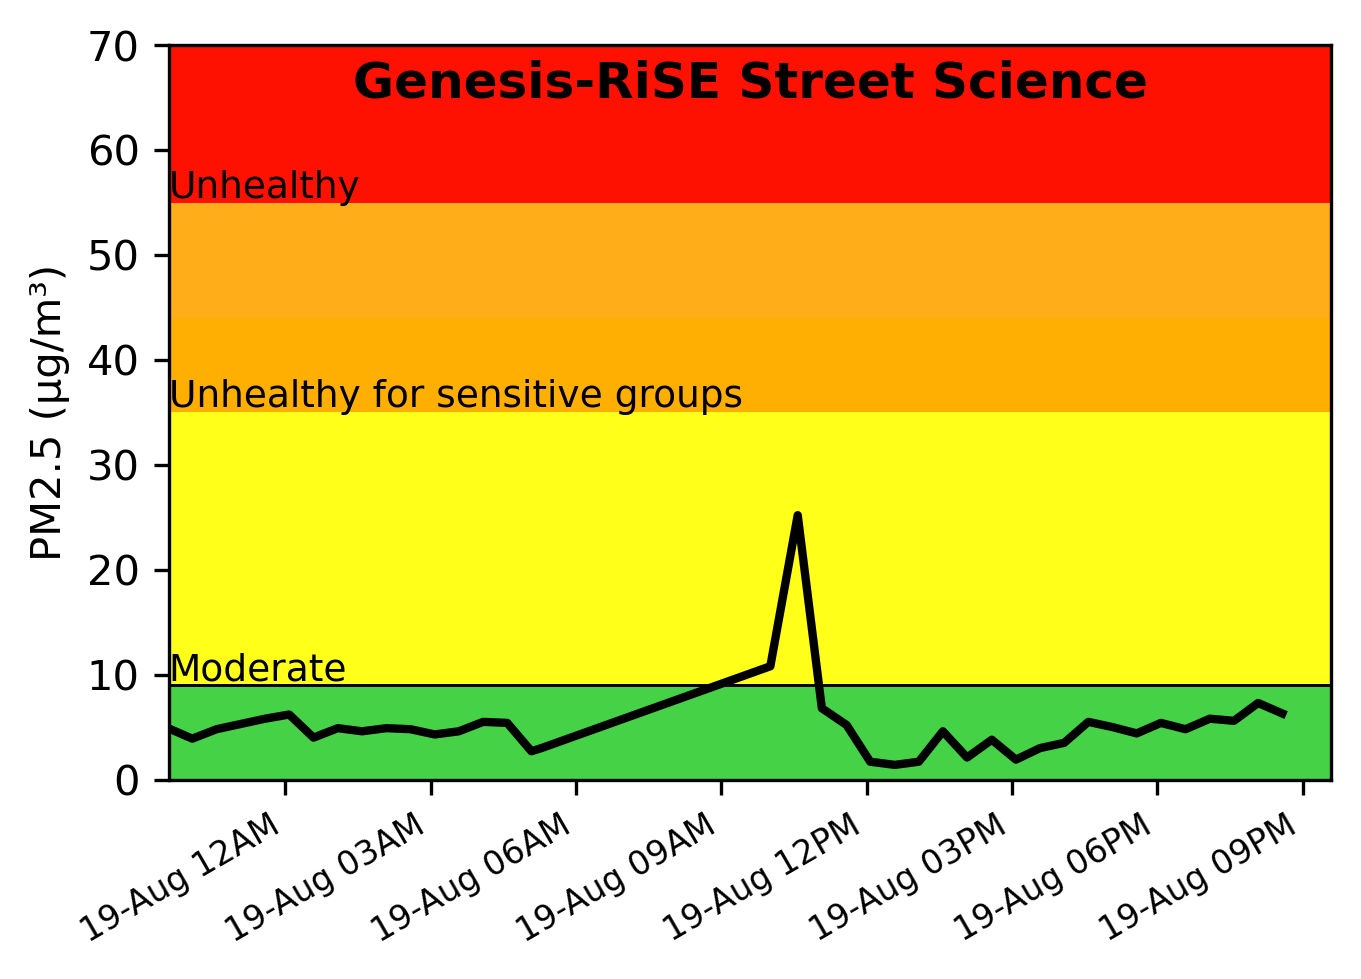 Genesis-RiSE Street Science
PM2.5 (μg/m³)
70
60
50
40
30
20
10
0
Unhealthy
Unhealthy for sensitive groups
Moderate
19-Aug 12AM
19-Aug 03AM
19-Aug 06AM
19-Aug 09AM
19-Aug 12PM
19-Aug 03PM
19-Aug 06PM
19-Aug 09PM